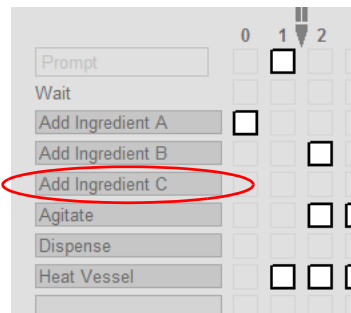 0 1 2
Prompt
Wait
Add Ingredient A
Add Ingredient B
Add Ingredient C
Agitate
Dispense
Heat Vessel